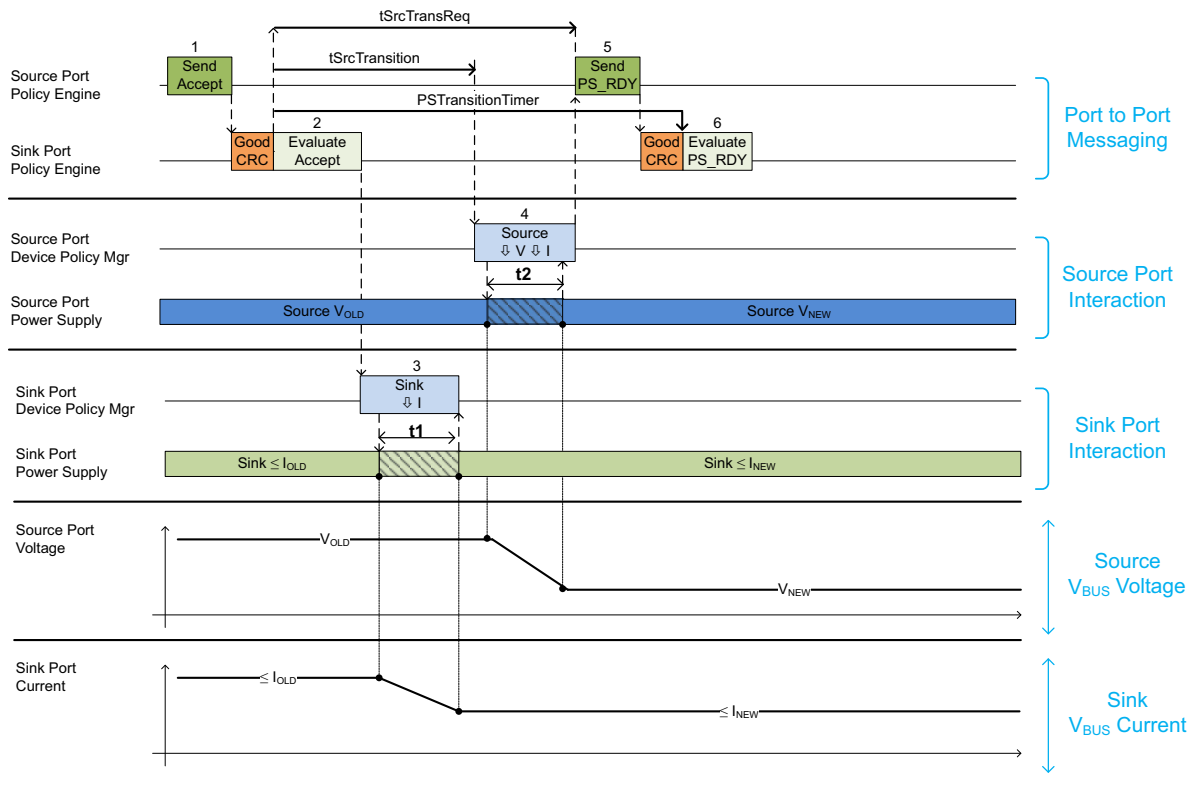 tSrcTransReq
tSrcTransition
1
5
Send
Accept
Send
PS_RDY
Source Port
Policy Engine
PSTransitionTimer
Port to Port
Messaging
2
6
Good
CRC
Evaluate
Accept
Good
CRC
Evaluate
PS_RDY
Sink Port
Policy Engine
4
Source
⇩ V ⇩ I
Source Port
Device Policy Mgr
t2
Source Port
Interaction
Source Port
Power Supply
Source VOLD
Source VNEW
3
Sink
⇩ I
Sink Port
Device Policy Mgr
t1
Sink Port
Interaction
Sink Port
Power Supply
Sink ≤ IOLD
Sink ≤ INEW
Source Port
Voltage
VOLD
VNEW
Source
VBUS Voltage
Sink Port
Current
≤ IOLD
≤ INEW
Sink
VBUS Current